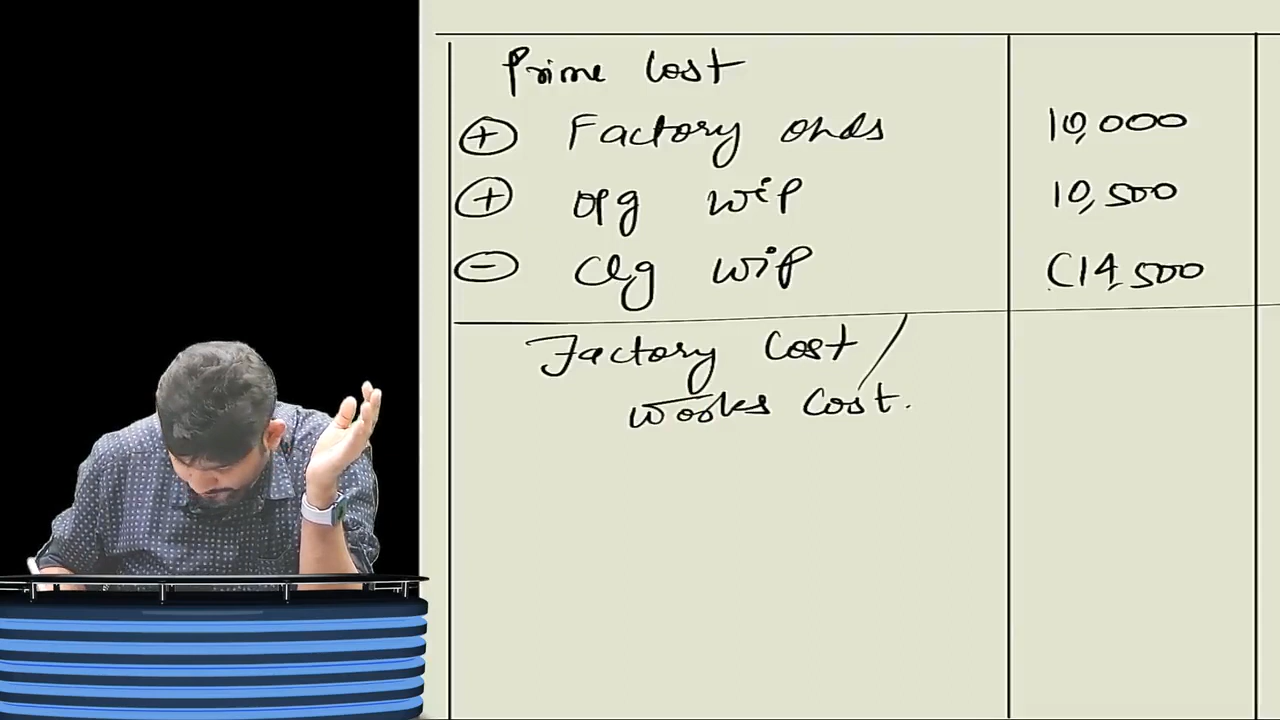 Prime Cost
+ Factory ohds 10,000
+ opg WIP 10,500
- Clg WIP (14,500
Factory Cost /
Works Cost.